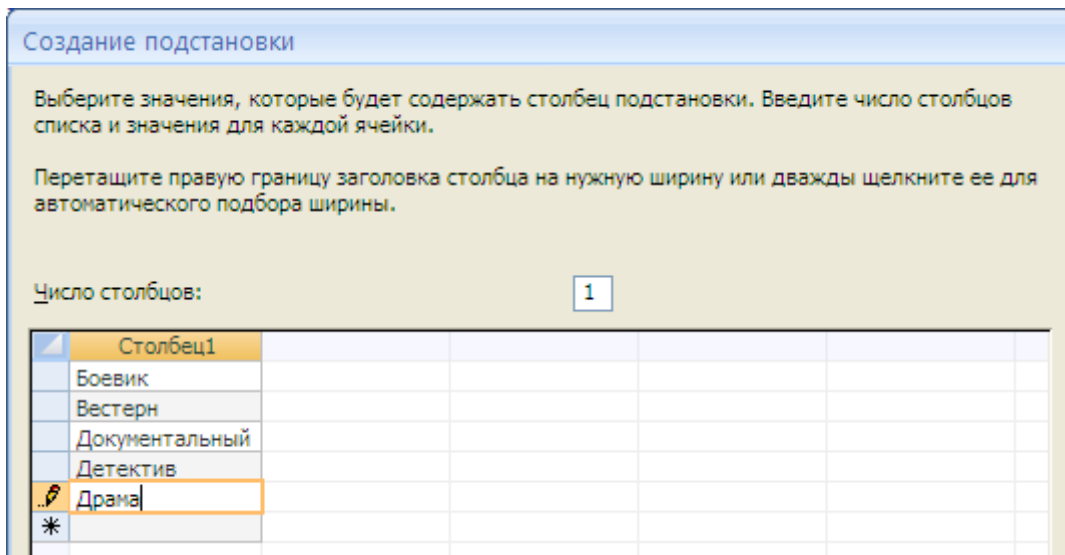 Создание подстановки
Выберите значения, которые будет содержать столбец подстановки. Введите число столбцов
списка и значения для каждой ячейки.
Перетащите правую границу заголовка столбца на нужную ширину или дважды щелкните ее для
автоматического подбора ширины.
Число столбцов: 1
Столбец1
Боевик
Вестерн
Документальный
Детектив
Драма